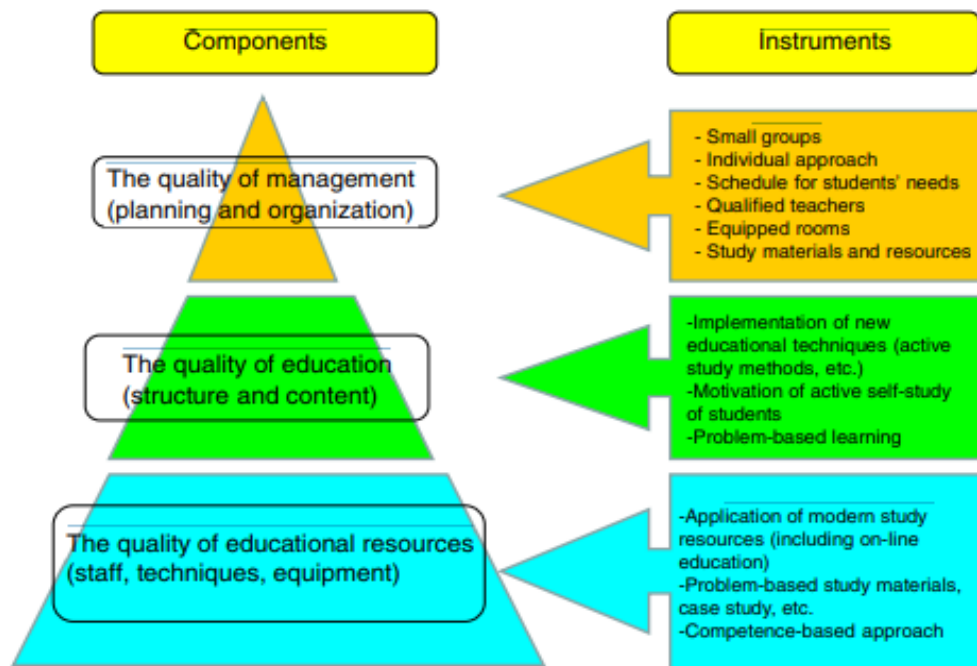 Components
Instruments
The quality of management
(planning and organization)
- Small groups
- Individual approach
- Schedule for students' needs
- Qualified teachers
- Equipped rooms
- Study materials and resources
The quality of education
(structure and content)
-Implementation of new
educational techniques (active
study methods, etc.)
-Motivation of active self-study
of students
-Problem-based learning
The quality of educational resources
(staff, techniques, equipment)
-Application of modern study
resources (including on-line
education)
-Problem-based study materials,
case study, etc.
-Competence-based approach